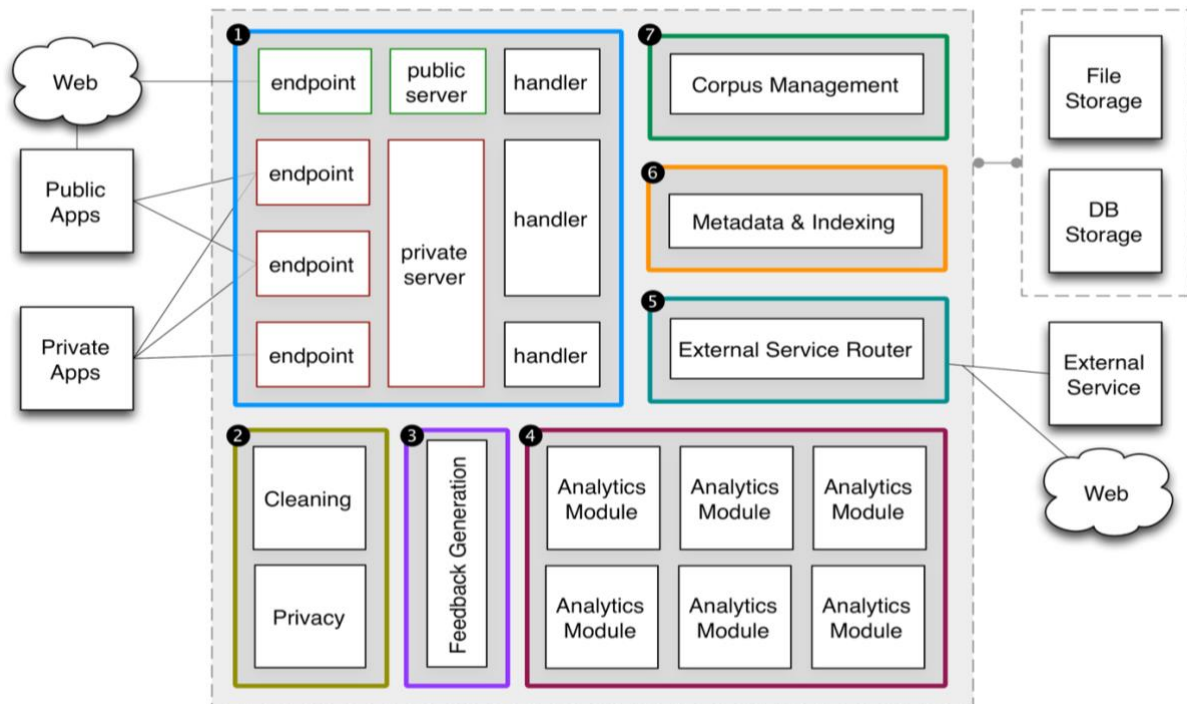 1
7
Web
endpoint
public
server
handler
Corpus Management
File
Storage
Public
Apps
endpoint
handler
6
Metadata & Indexing
DB
Storage
endpoint
private
server
5
Private
Apps
endpoint
handler
External Service Router
External
Service
2
3
4
Cleaning
Feedback Generation
Analytics
Module
Analytics
Module
Analytics
Module
Web
Privacy
Analytics
Module
Analytics
Module
Analytics
Module